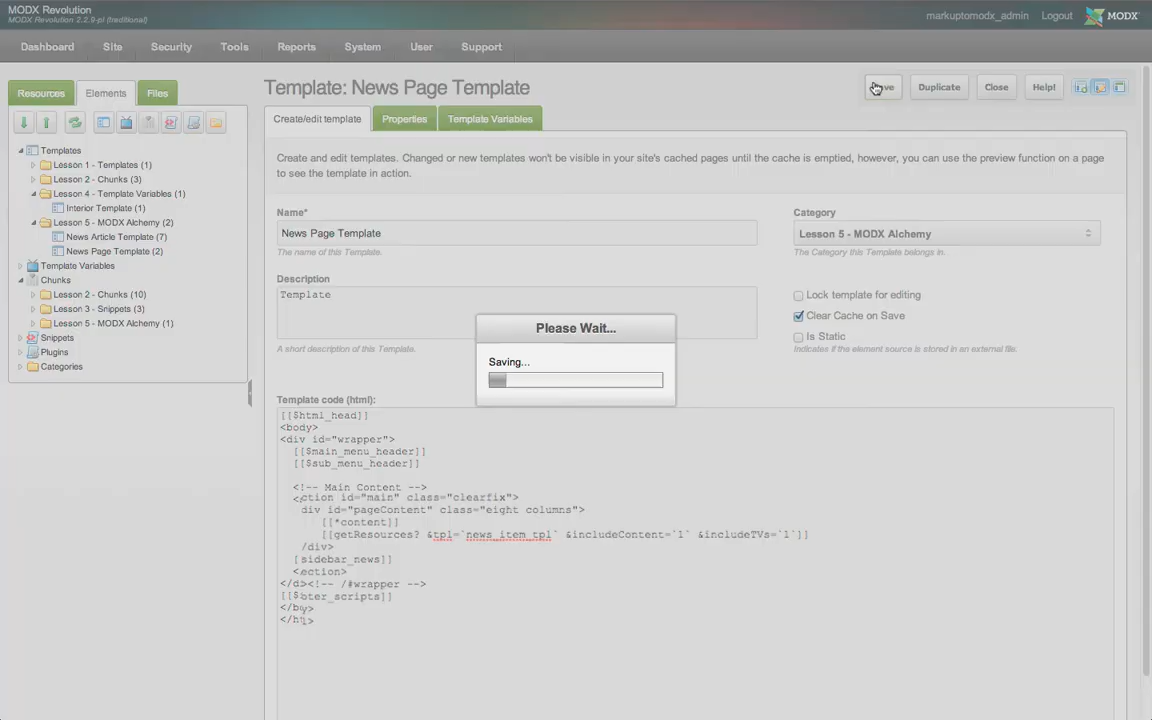 MODX Revolution
MODX Revolution 2.2.9-pl (traditional)
markuptomodx_admin
Logout
MODX
Dashboard
Site
Security
Tools
Reports
System
User
Support
Resources
Elements
Files
Templates
Lesson 1 - Templates (1)
Lesson 2 - Chunks (3)
Lesson 4 - Template Variables (1)
Interior Template (1)
Lesson 5 - MODX Alchemy (2)
News Article Template (7)
News Page Template (2)
Template Variables
Chunks
Lesson 2 - Chunks (10)
Lesson 3 - Snippets (3)
Lesson 5 - MODX Alchemy (1)
Snippets
Plugins
Categories
Template: News Page Template
Duplicate
Close
Help!
Create/edit template
Properties
Template Variables
Create and edit templates. Changed or new templates won't be visible in your site's cached pages until the cache is emptied, however, you can use the preview function on a page
to see the template in action.
Name*
News Page Template
The name of this Template.
Category
Lesson 5 - MODX Alchemy
The Category this Template belongs in.
Description
Template
A short description of this Template.
Lock template for editing
Clear Cache on Save
Is Static
Indicates if the element source is stored in an external file.
Please Wait...
Saving...
Template code (html):
[[$html_head]]
<body>
<div id="wrapper">
[[$main_menu_header]]
[[$sub_menu_header]]
<!-- Main Content -->
ction id="main" class="clearfix">
div id="pageContent" class="eight columns">
[[*content]]
[[getResources? &tpl=`news_item_tpl` &includeContent=`1` &includeTVs=`1`]]
/div>
sidebar_news]]
ection>
<!-- /#wrapper -->
ter_scripts]]
</b
</h